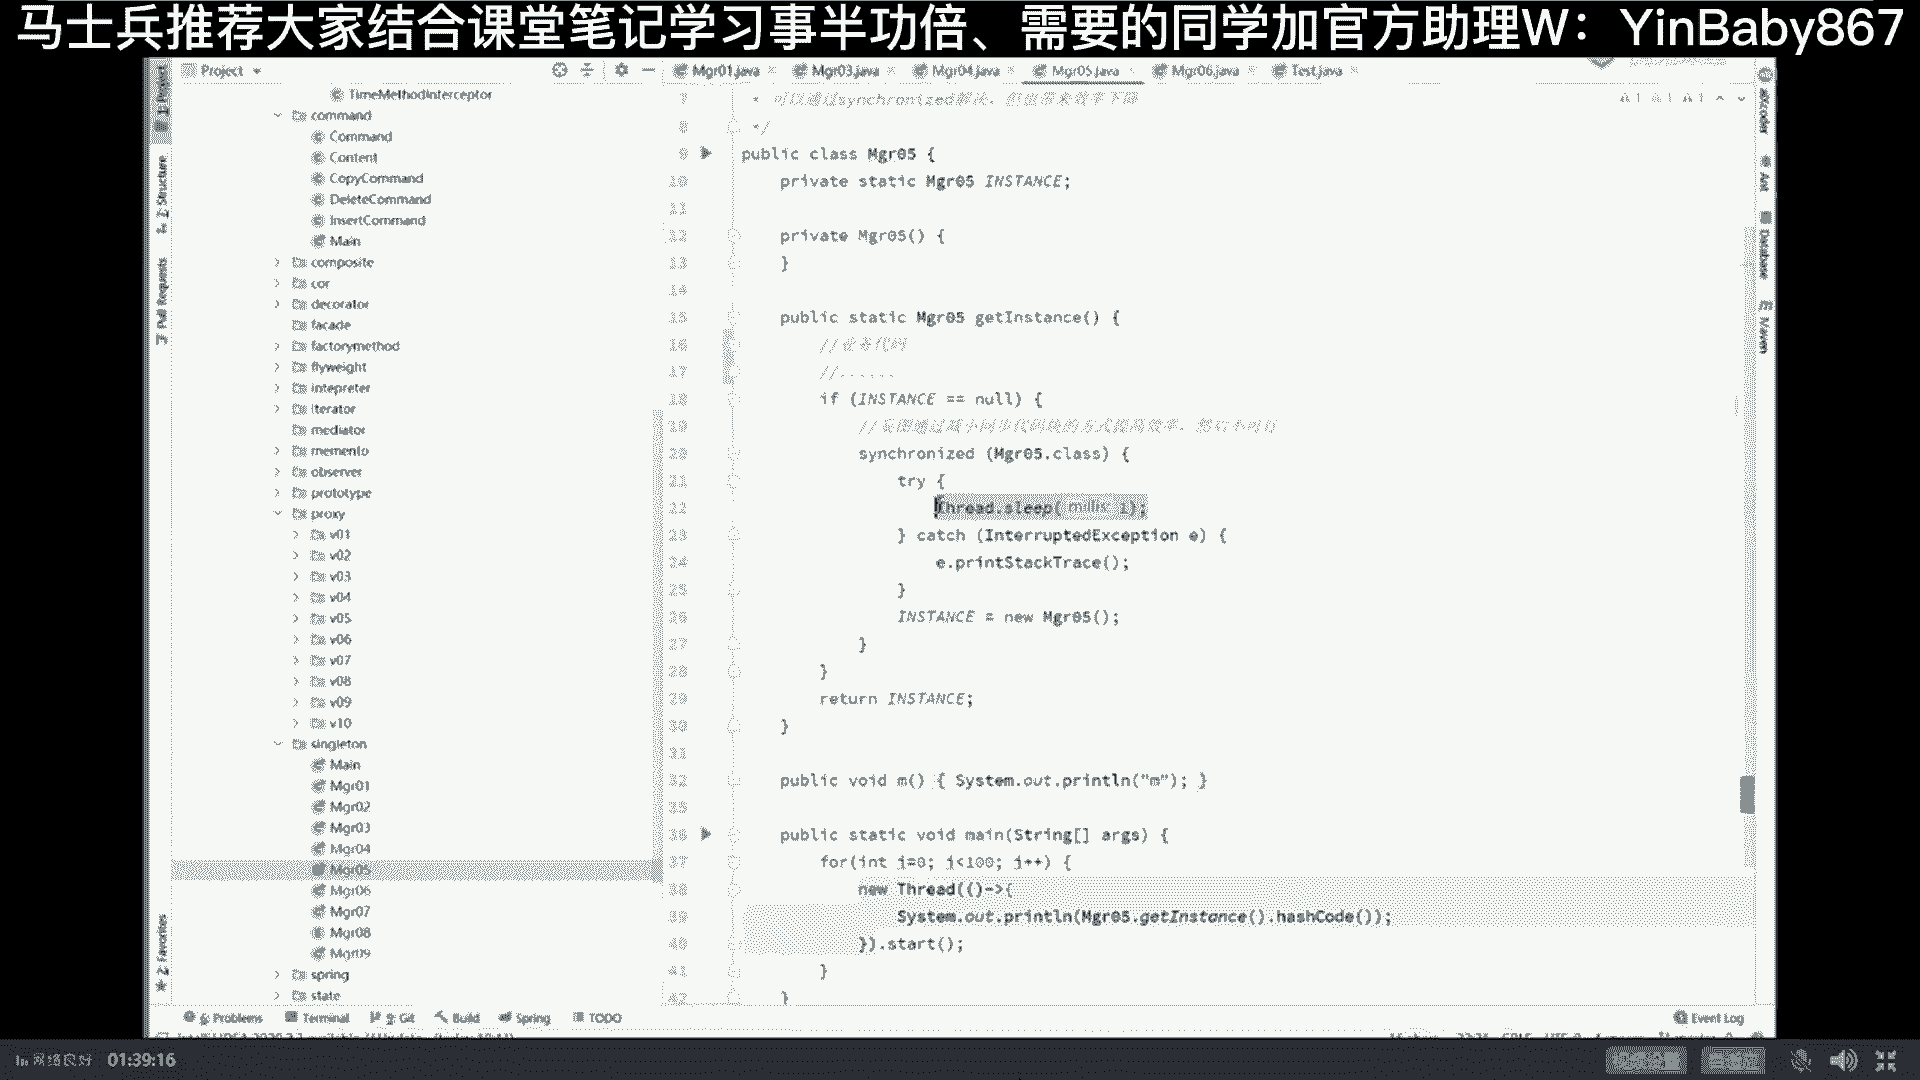 马士兵推荐大家结合课堂笔记学习事半功倍、需要的同学加官方助理W：YinBaby867
Project
Mgr01.java
Mgr03.java
Mgr04.java
Mgr05.java
Mgr06.java
Test.java
1: Project
2: Structure
Pull Requests
2: Favorites
TimeMethodInterceptor
command
Command
Content
CopyCommand
DeleteCommand
InsertCommand
Main
composite
cor
decorator
facade
factorymethod
flyweight
intepreter
iterator
mediator
memento
observer
prototype
proxy
v01
v02
v03
v04
v05
v06
v07
v08
v09
v10
singleton
Main
Mgr01
Mgr02
Mgr03
Mgr04
Mgr05
Mgr06
Mgr07
Mgr08
Mgr09
spring
state
7 * 可以通过synchronized解决，但也带来效率下降
8 */
9 public class Mgr05 {
10 private static Mgr05 INSTANCE;
11
12 private Mgr05() {
13 }
14
15 public static Mgr05 getInstance() {
16 //业务代码
17 //......
18 if (INSTANCE == null) {
19 //妄图通过减小同步代码块的方式提高效率，然后不可行
20 synchronized (Mgr05.class) {
21 try {
22 Thread.sleep( millis: 1);
23 } catch (InterruptedException e) {
24 e.printStackTrace();
25 }
26 INSTANCE = new Mgr05();
27 }
28 }
29 return INSTANCE;
30 }
31
32 public void m() { System.out.println("m"); }
35
36 public static void main(String[] args) {
37 for(int i=0; i<100; i++) {
38 new Thread(()->{
39 System.out.println(Mgr05.getInstance().hashCode());
40 }).start();
41 }
42 }
Ant
Database
Maven
6: Problems
Terminal
9: Git
Build
Spring
TODO
Event Log
网络良好
01:39:16